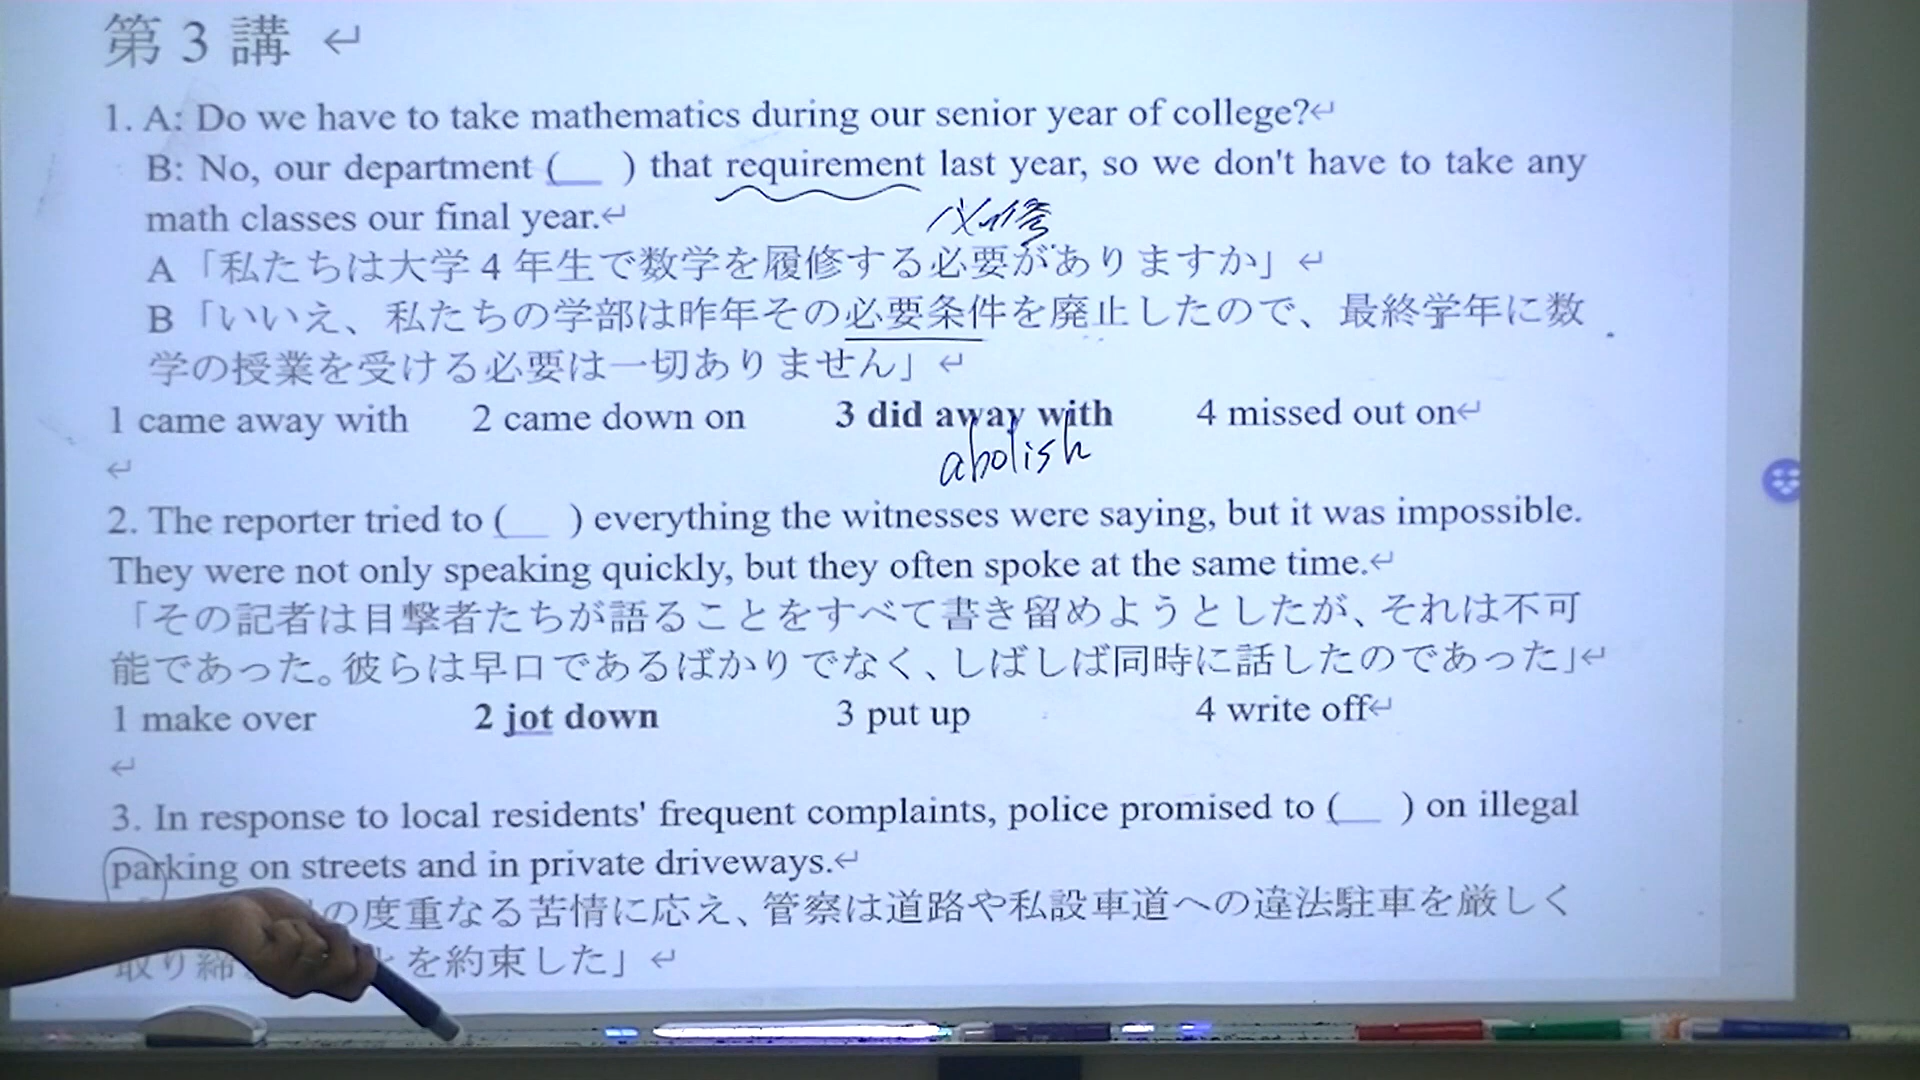 第3講
1. A: Do we have to take mathematics during our senior year of college?
B: No, our department (__ ) that requirement last year, so we don't have to take any
math classes our final year.
必修
A「私たちは大学4年生で数学を履修する必要がありますか」
B「いいえ、私たちの学部は昨年その必要条件を廃止したので、最終学年に数
学の授業を受ける必要は一切ありません」
1 came away with 2 came down on 3 did away with 4 missed out on
abolish
2. The reporter tried to (__ ) everything the witnesses were saying, but it was impossible.
They were not only speaking quickly, but they often spoke at the same time.
「その記者は目撃者たちが語ることをすべて書き留めようとしたが、それは不可
能であった。彼らは早口であるばかりでなく、しばしば同時に話したのであった」
1 make over 2 jot down 3 put up 4 write off
3. In response to local residents' frequent complaints, police promised to (__ ) on illegal
parking on streets and in private driveways.
の度重なる苦情に応え、管察は道路や私設車道への違法駐車を厳しく
取り締 を約束した」